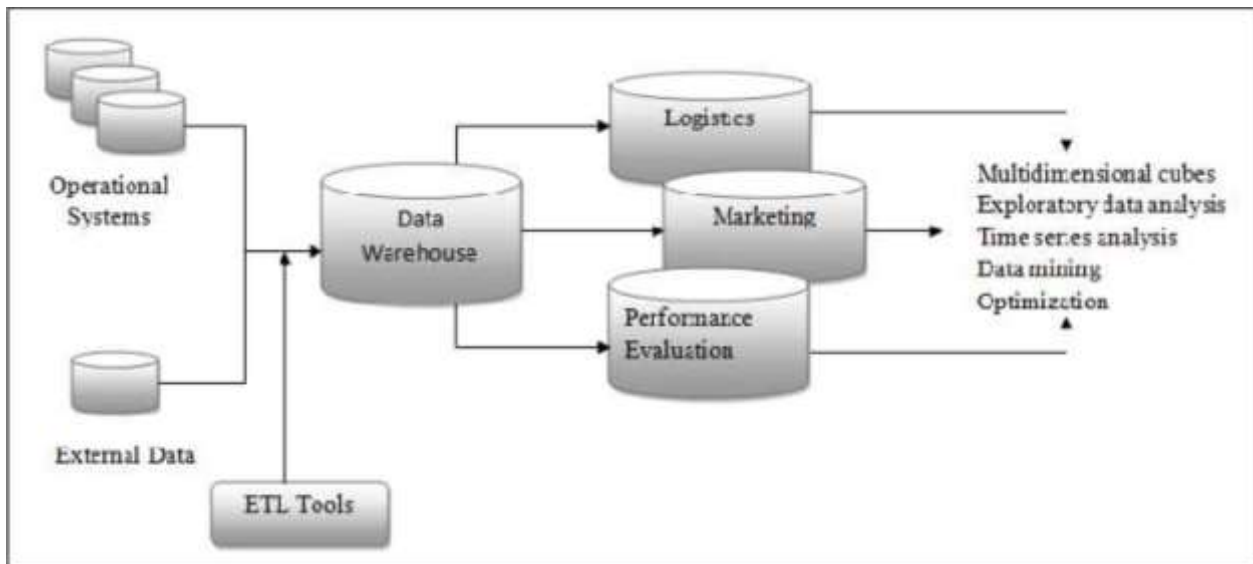 Operational
Systems
External Data
ETL Tools
Data
Warehouse
Logistics
Marketing
Performance
Evaluation
Multidimensional cubes
Exploratory data analysis
Time series analysis
Data mining
Optimization